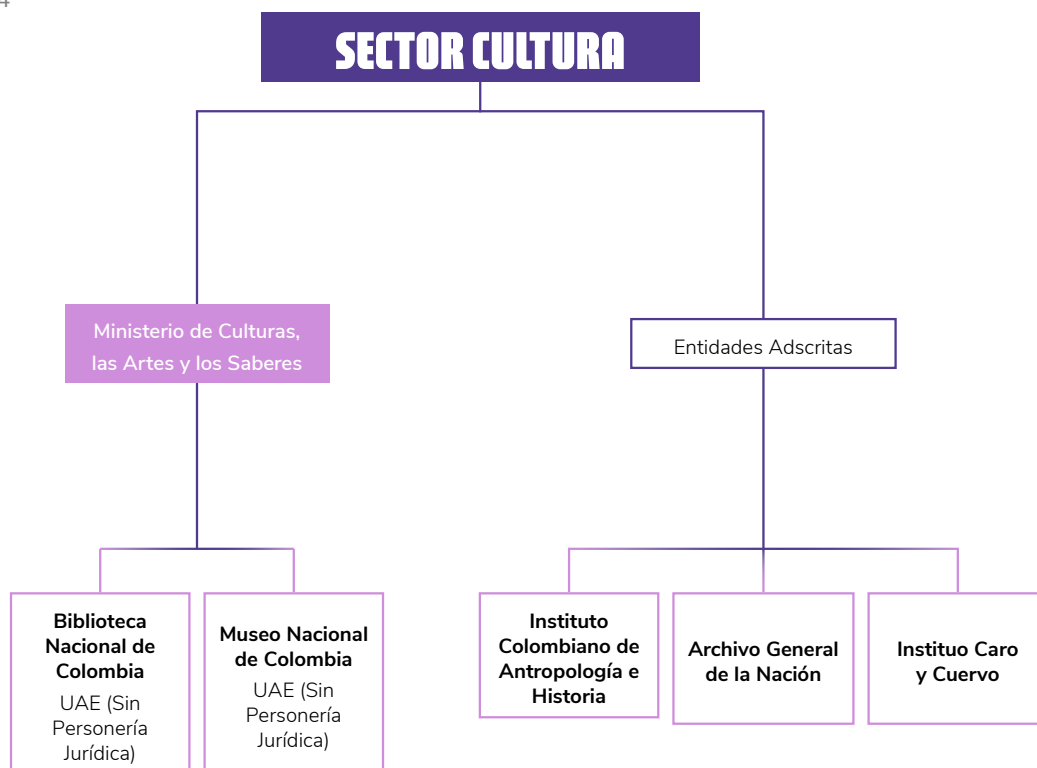 4
SECTOR CULTURA
Ministerio de Culturas,
las Artes y los Saberes
Entidades Adscritas
Biblioteca
Nacional de
Colombia
UAE (Sin
Personería
Jurídica)
Museo Nacional
de Colombia
UAE (Sin
Personería
Jurídica)
Instituto
Colombiano de
Antropología e
Historia
Archivo General
de la Nación
Instituo Caro
y Cuervo